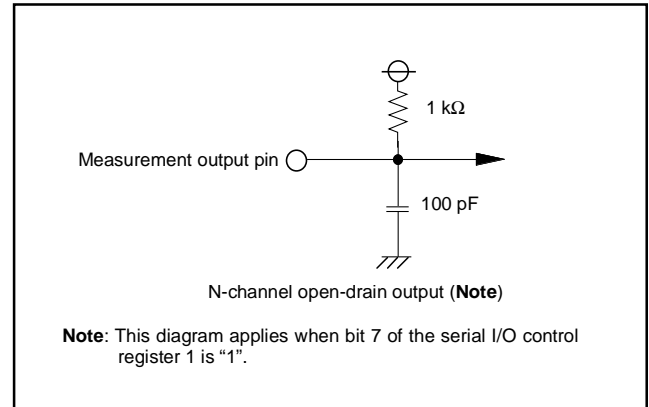 1 kΩ
Measurement output pin
100 pF
N-channel open-drain output (Note)
Note: This diagram applies when bit 7 of the serial I/O control
register 1 is “1”.